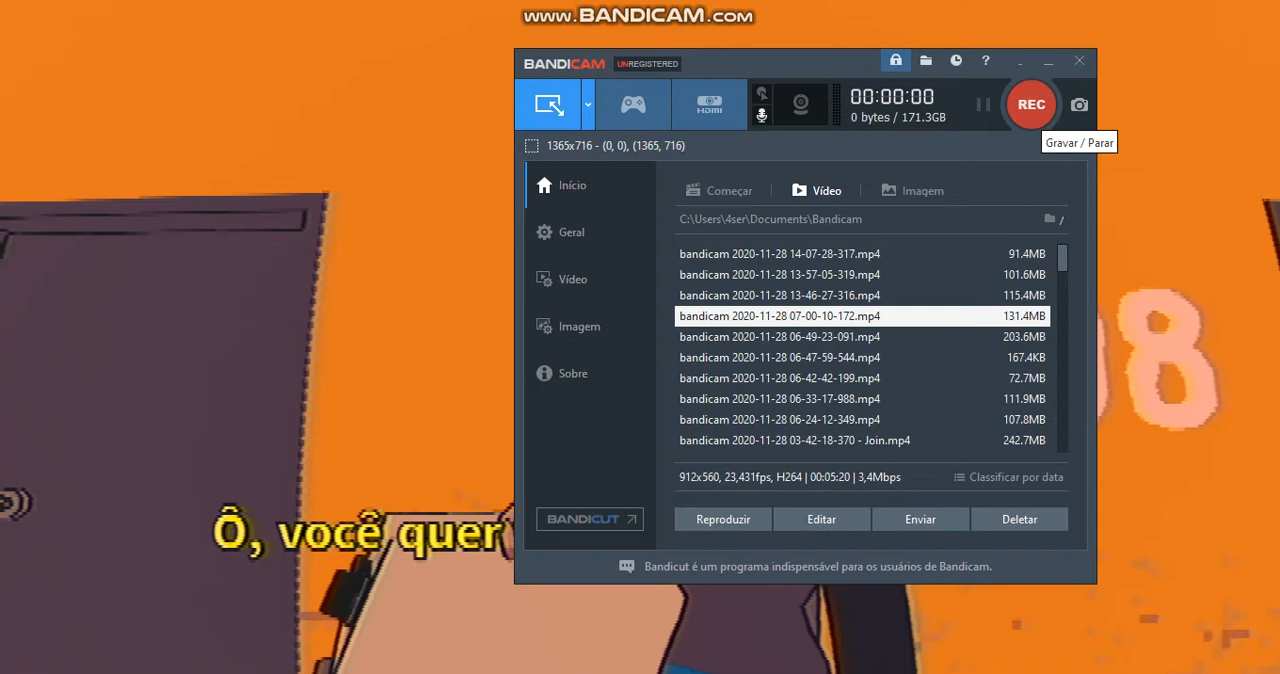 www.BANDICAM.com
BANDICAM UNREGISTERED
?
HDMI
00:00:00
0 bytes / 171.3GB
REC
1365x716 - (0, 0), (1365, 716)
Gravar / Parar
Início
Geral
Vídeo
Imagem
Sobre
BANDICUT
Começar
Vídeo
Imagem
C:\Users\4ser\Documents\Bandicam
/
bandicam 2020-11-28 14-07-28-317.mp4 91.4MB
bandicam 2020-11-28 13-57-05-319.mp4 101.6MB
bandicam 2020-11-28 13-46-27-316.mp4 115.4MB
bandicam 2020-11-28 07-00-10-172.mp4 131.4MB
bandicam 2020-11-28 06-49-23-091.mp4 203.6MB
bandicam 2020-11-28 06-47-59-544.mp4 167.4KB
bandicam 2020-11-28 06-42-42-199.mp4 72.7MB
bandicam 2020-11-28 06-33-17-988.mp4 111.9MB
bandicam 2020-11-28 06-24-12-349.mp4 107.8MB
bandicam 2020-11-28 03-42-18-370 - Join.mp4 242.7MB
912x560, 23,431fps, H264 | 00:05:20 | 3,4Mbps
Classificar por data
Reproduzir
Editar
Enviar
Deletar
Bandicut é um programa indispensável para os usuários de Bandicam.
Ô, você quer
8